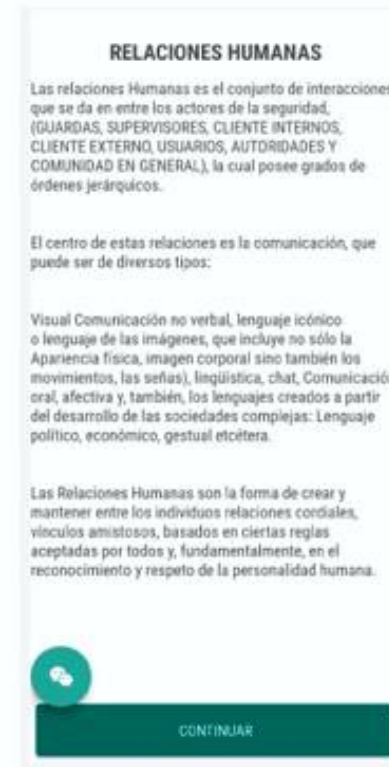 RELACIONES HUMANAS
Las relaciones Humanas es el conjunto de interacciones
que se da en entre los actores de la seguridad,
(GUARDAS, SUPERVISORES, CLIENTE INTERNOS,
CLIENTE EXTERNO, USUARIOS, AUTORIDADES Y
COMUNIDAD EN GENERAL), la cual posee grados de
órdenes jerárquicos.
El centro de estas relaciones es la comunicación, que
puede ser de diversos tipos:
Visual Comunicación no verbal, lenguaje icónico
o lenguaje de las imágenes, que incluye no sólo la
Apariencia física, imagen corporal sino también los
movimientos, las señas), lingüística, chat, Comunicación
oral, afectiva y, también, los lenguajes creados a partir
del desarrollo de las sociedades complejas: Lenguaje
político, económico, gestual etcétera.
Las Relaciones Humanas son la forma de crear y
mantener entre los individuos relaciones cordiales,
vínculos amistosos, basados en ciertas reglas
aceptadas por todos y, fundamentalmente, en el
reconocimiento y respeto de la personalidad humana.
CONTINUAR